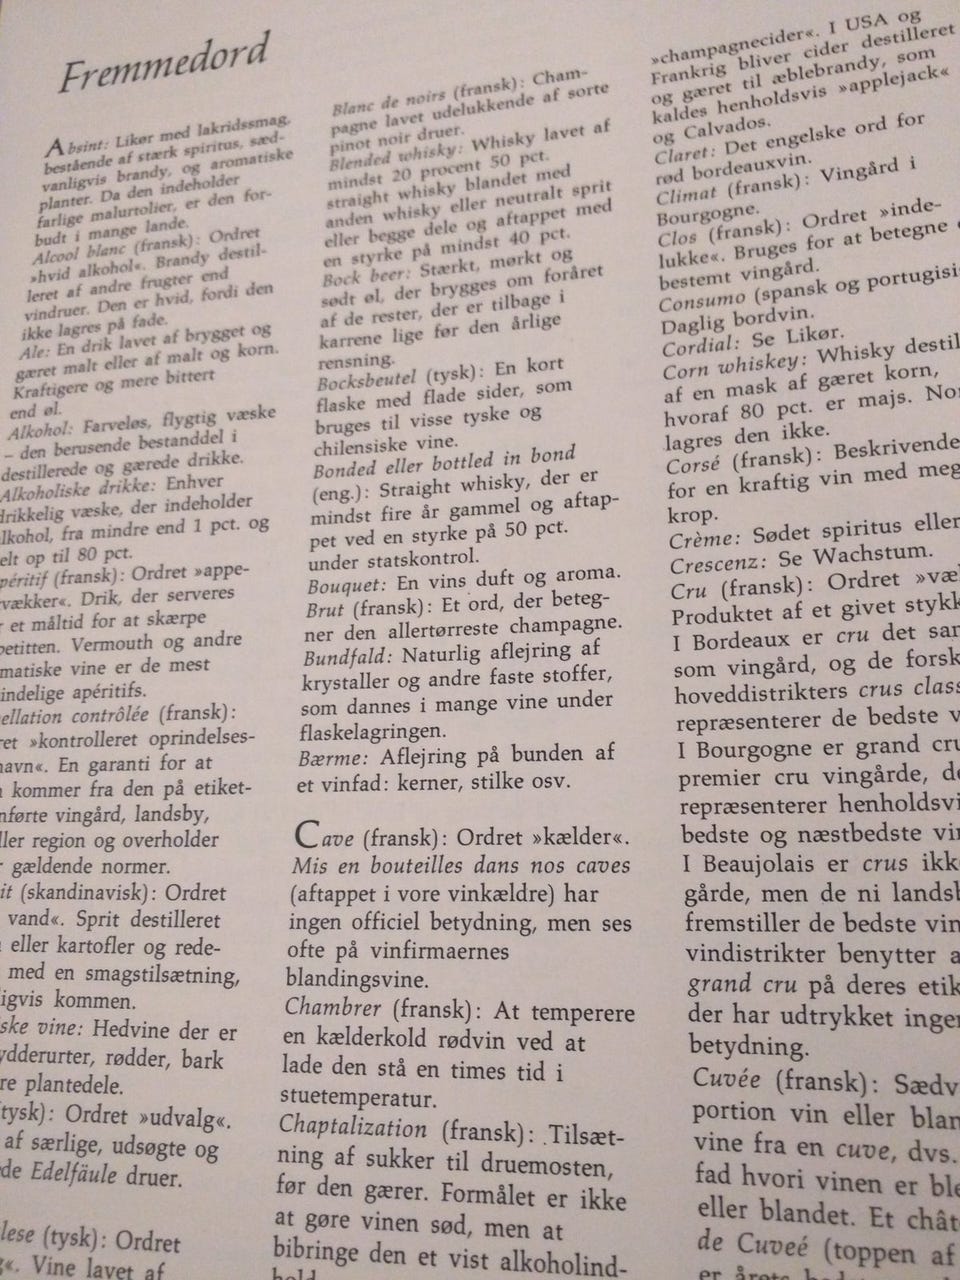 Fremmedord
Absint: Likør med lakridssmag,
bestående af stærk spiritus, sæd-
vanligvis brandy, og aromatiske
planter. Da den indeholder
farlige malurtolier, er den for-
budt i mange lande.
Alcool blanc (fransk): Ordret
»hvid alkohol«. Brandy destil-
leret af andre frugter end
vindruer. Den er hvid, fordi den
ikke lagres på fade.
Ale: En drik lavet af brygget og
gæret malt eller af malt og korn.
Kraftigere og mere bittert
end øl.
Alkohol: Farveløs, flygtig væske
– den berusende bestanddel i
destillerede og gærede drikke.
Alkoholiske drikke: Enhver
drikkelig væske, der indeholder
lkohol, fra mindre end 1 pct. og
elt op til 80 pct.
péritif (fransk): Ordret »appe-
vækker«. Drik, der serveres
r et måltid for at skærpe
petitten. Vermouth og andre
matiske vine er de mest
indelige apéritifs.
ellation contrôlée (fransk):
ret »kontrolleret oprindelses-
navn«. En garanti for at
kommer fra den på etiket-
nførte vingård, landsby,
ller region og overholder
r gældende normer.
it (skandinavisk): Ordret
vand«. Sprit destilleret
eller kartofler og rede-
med en smagstilsætning,
igvis kommen.
ske vine: Hedvine der er
ydderurter, rødder, bark
re plantedele.
tysk): Ordret »udvalg«.
af særlige, udsøgte og
de Edelfäule druer.
lese (tysk): Ordret
g«. Vine lavet af
Blanc de noirs (fransk): Cham-
pagne lavet udelukkende af sorte
pinot noir druer.
Blended whisky: Whisky lavet af
mindst 20 procent 50 pct.
straight whisky blandet med
anden whisky eller neutralt sprit
eller begge dele og aftappet med
en styrke på mindst 40 pct.
Bock beer: Stærkt, mørkt og
sødt øl, der brygges om foråret
af de rester, der er tilbage i
karrene lige før den årlige
rensning.
Bocksbeutel (tysk): En kort
flaske med flade sider, som
bruges til visse tyske og
chilensiske vine.
Bonded eller bottled in bond
(eng.): Straight whisky, der er
mindst fire år gammel og aftap-
pet ved en styrke på 50 pct.
under statskontrol.
Bouquet: En vins duft og aroma.
Brut (fransk): Et ord, der beteg-
ner den allertørreste champagne.
Bundfald: Naturlig aflejring af
krystaller og andre faste stoffer,
som dannes i mange vine under
flaskelagringen.
Bærme: Aflejring på bunden af
et vinfad: kerner, stilke osv.
Cave (fransk): Ordret »kælder«.
Mis en bouteilles dans nos caves
(aftappet i vore vinkældre) har
ingen officiel betydning, men ses
ofte på vinfirmaernes
blandingsvine.
Chambrer (fransk): At temperere
en kælderkold rødvin ved at
lade den stå en times tid i
stuetemperatur.
Chaptalization (fransk): Tilsæt-
ning af sukker til druemosten,
før den gærer. Formålet er ikke
at gøre vinen sød, men at
bibringe den et vist alkoholind-
hold.
»champagnecider«. I USA og
Frankrig bliver cider destilleret
og gæret til æblebrandy, som
kaldes henholdsvis »applejack«
og Calvados.
Claret: Det engelske ord for
rød bordeauxvin.
Climat (fransk): Vingård i
Bourgogne.
Clos (fransk): Ordret »inde-
lukke«. Bruges for at betegne e
bestemt vingård.
Consumo (spansk og portugisi
Daglig bordvin.
Cordial: Se Likør.
Corn whiskey: Whisky destil
af en mask af gæret korn,
hvoraf 80 pct. er majs. No
lagres den ikke.
Corsé (fransk): Beskrivende
for en kraftig vin med meg
krop.
Crème: Sødet spiritus eller
Crescenz: Se Wachstum.
Cru (fransk): Ordret »væ
Produktet af et givet stykk
I Bordeaux er cru det sam
som vingård, og de forsk
hoveddistrikters crus class
repræsenterer de bedste v
I Bourgogne er grand cru
premier cru vingårde, de
repræsenterer henholdsvi
bedste og næstbedste vin
I Beaujolais er crus ikk
gårde, men de ni landsb
fremstiller de bedste vin
vindistrikter benytter a
grand cru på deres etik
der har udtrykket ingen
betydning.
Cuvée (fransk): Sædv
portion vin eller blan
vine fra en cuve, dvs.
fad hvori vinen er ble
eller blandet. Et chât
de Cuveé (toppen af
er årets